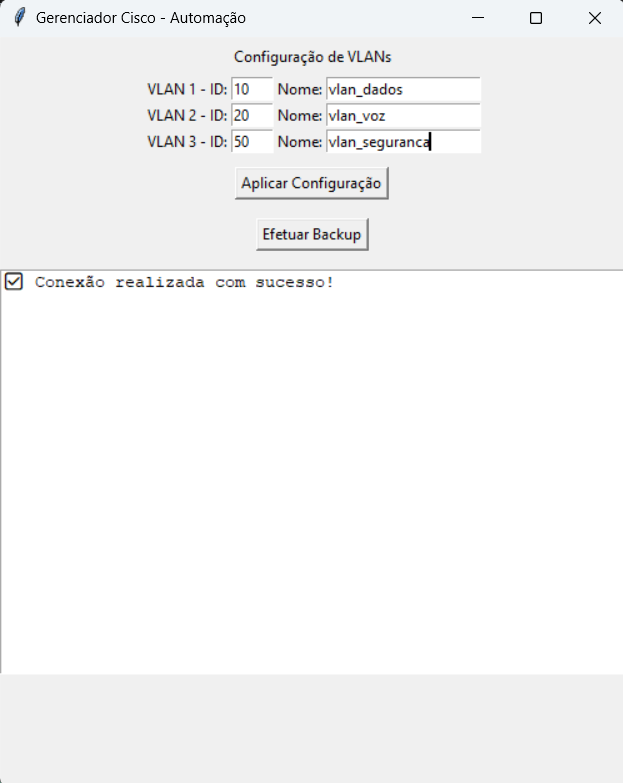 Gerenciador Cisco - Automação
Configuração de VLANs
VLAN 1 - ID: 10 Nome: vlan_dados
VLAN 2 - ID: 20 Nome: vlan_voz
VLAN 3 - ID: 50 Nome: vlan_seguranca
Aplicar Configuração
Efetuar Backup
Conexão realizada com sucesso!